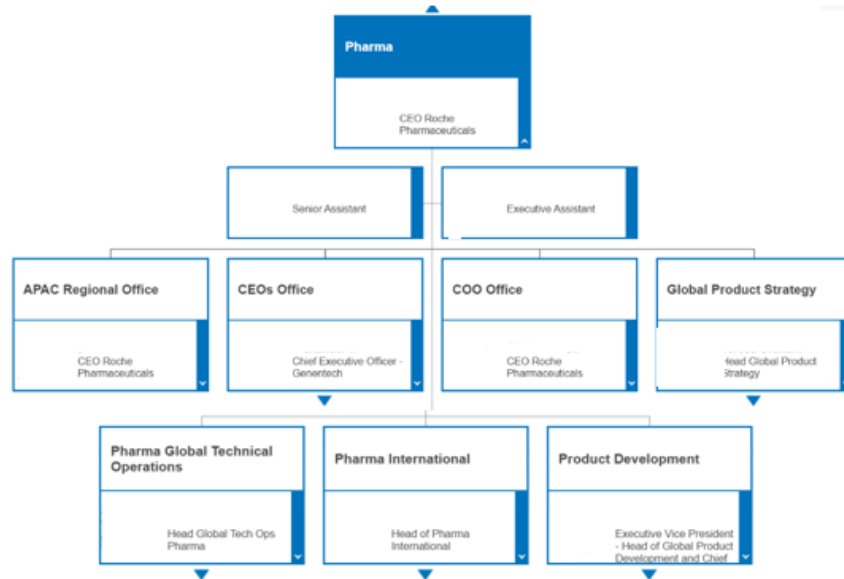 Pharma
CEO Roche
Pharmaceuticals
Senior Assistant
Executive Assistant
APAC Regional Office
CEO Roche
Pharmaceuticals
CEOs Office
Chief Executive Officer -
Genentech
COO Office
CEO Roche
Pharmaceuticals
Global Product Strategy
Head Global Product
Strategy
Pharma Global Technical
Operations
Head Global Tech Ops
Pharma
Pharma International
Head of Pharma
International
Product Development
Executive Vice President
- Head of Global Product
Development and Chief